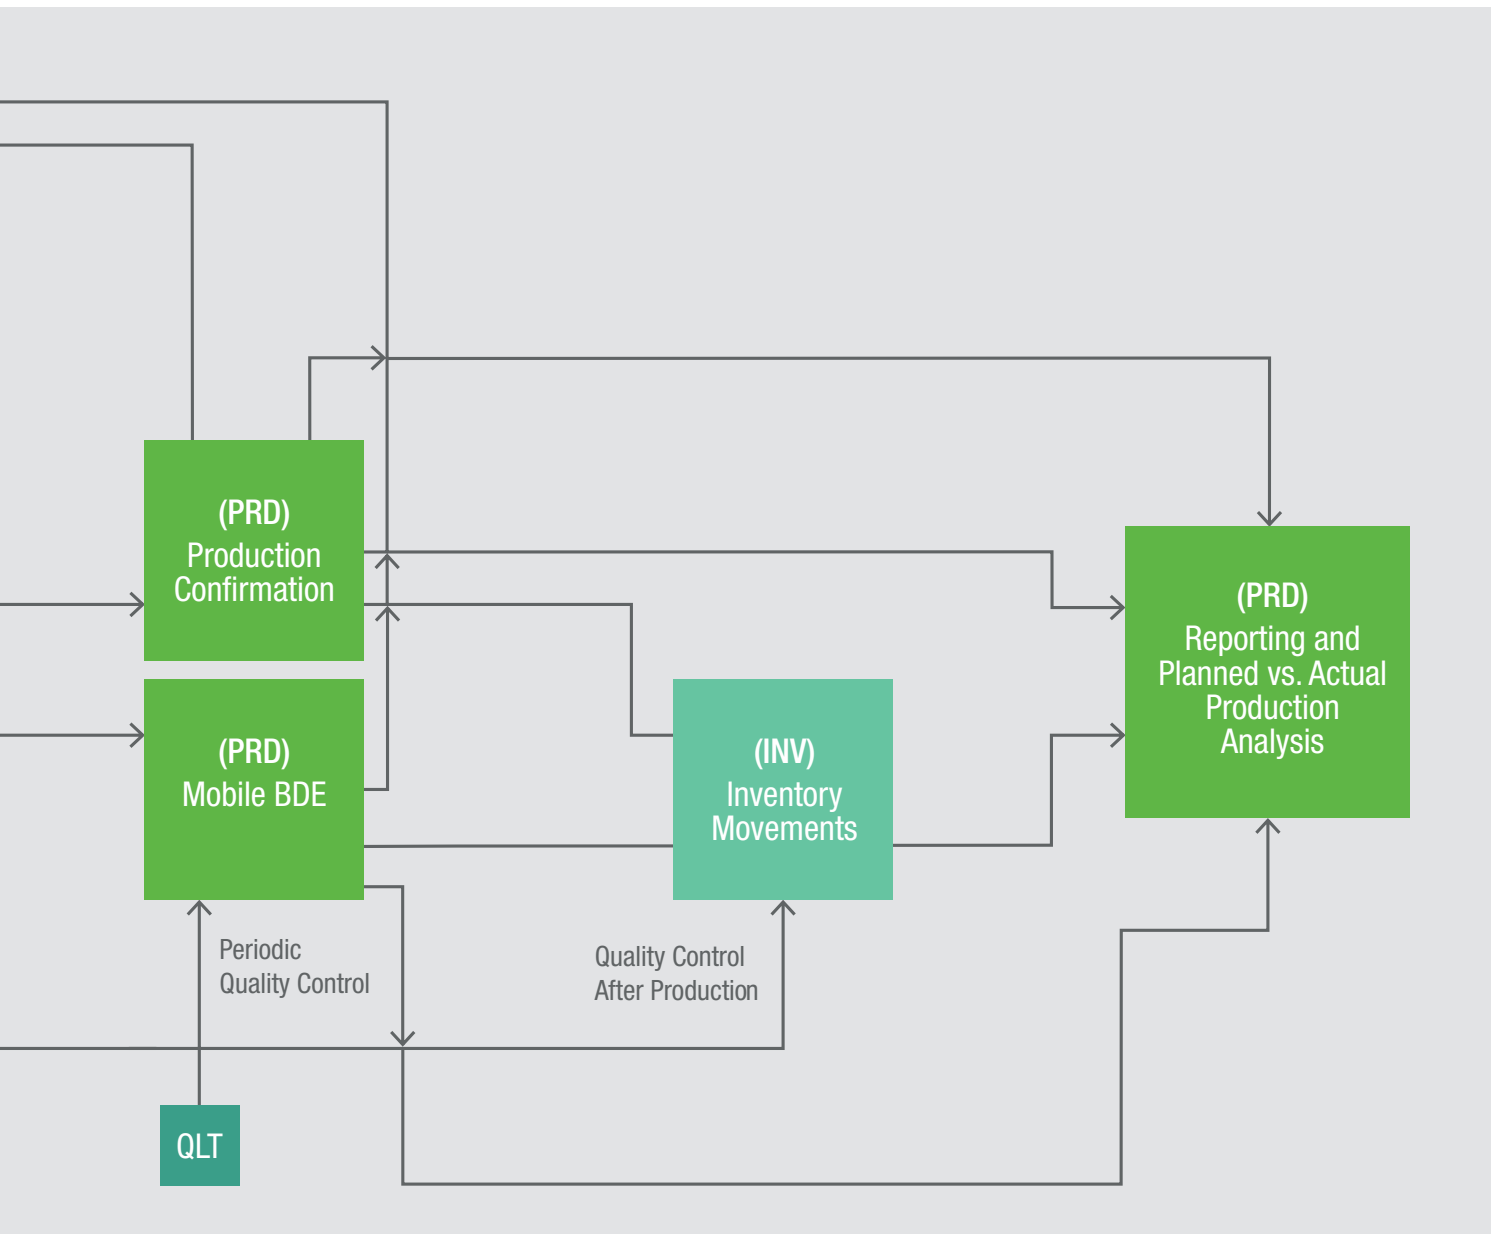 (PRD)
Production
Confirmation
(PRD)
Reporting and
Planned vs. Actual
Production
Analysis
(PRD)
Mobile BDE
(INV)
Inventory
Movements
Periodic
Quality Control
Quality Control
After Production
QLT